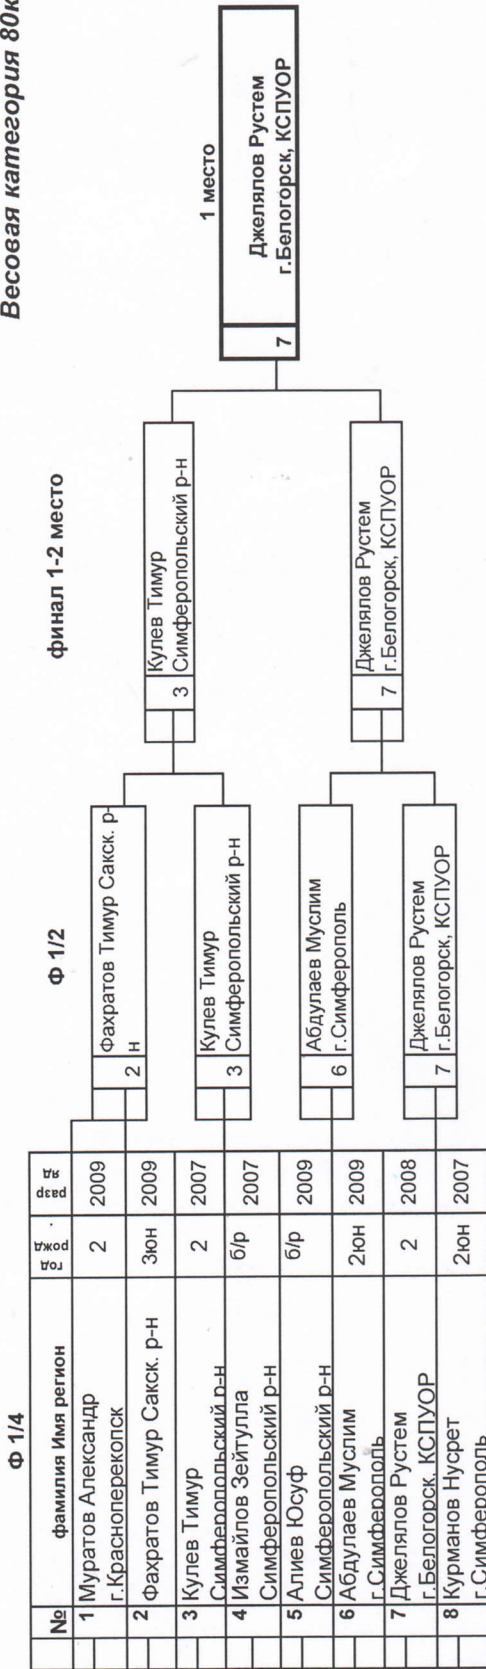 Весовая категория 80к
Ф 1/4
№ фамилия Имя регион год рожд . разр яд
1 Муратов Александр 2 2009
г.Красноперекопск
2 Фахратов Тимур Сакск. р-н 3юн 2009
3 Кулев Тимур 2 2007
Симферопольский р-н
4 Измайлов Зейтулла б/р 2007
Симферопольский р-н
5 Алиев Юсуф б/р 2009
Симферопольский р-н
6 Абдулаев Муслим 2юн 2009
г.Симферополь
7 Джелялов Рустем 2 2008
г.Белогорск, КСПУОР
8 Курманов Нусрет 2юн 2007
г.Симферополь
Ф 1/2
Фахратов Тимур Сакск. р-
2 н
Кулев Тимур
3 Симферопольский р-н
Абдулаев Муслим
6 г.Симферополь
Джелялов Рустем
7 г.Белогорск, КСПУОР
финал 1-2 место
Кулев Тимур
3 Симферопольский р-н
Джелялов Рустем
7 г.Белогорск, КСПУОР
1 место
Джелялов Рустем
7 г.Белогорск, КСПУОР